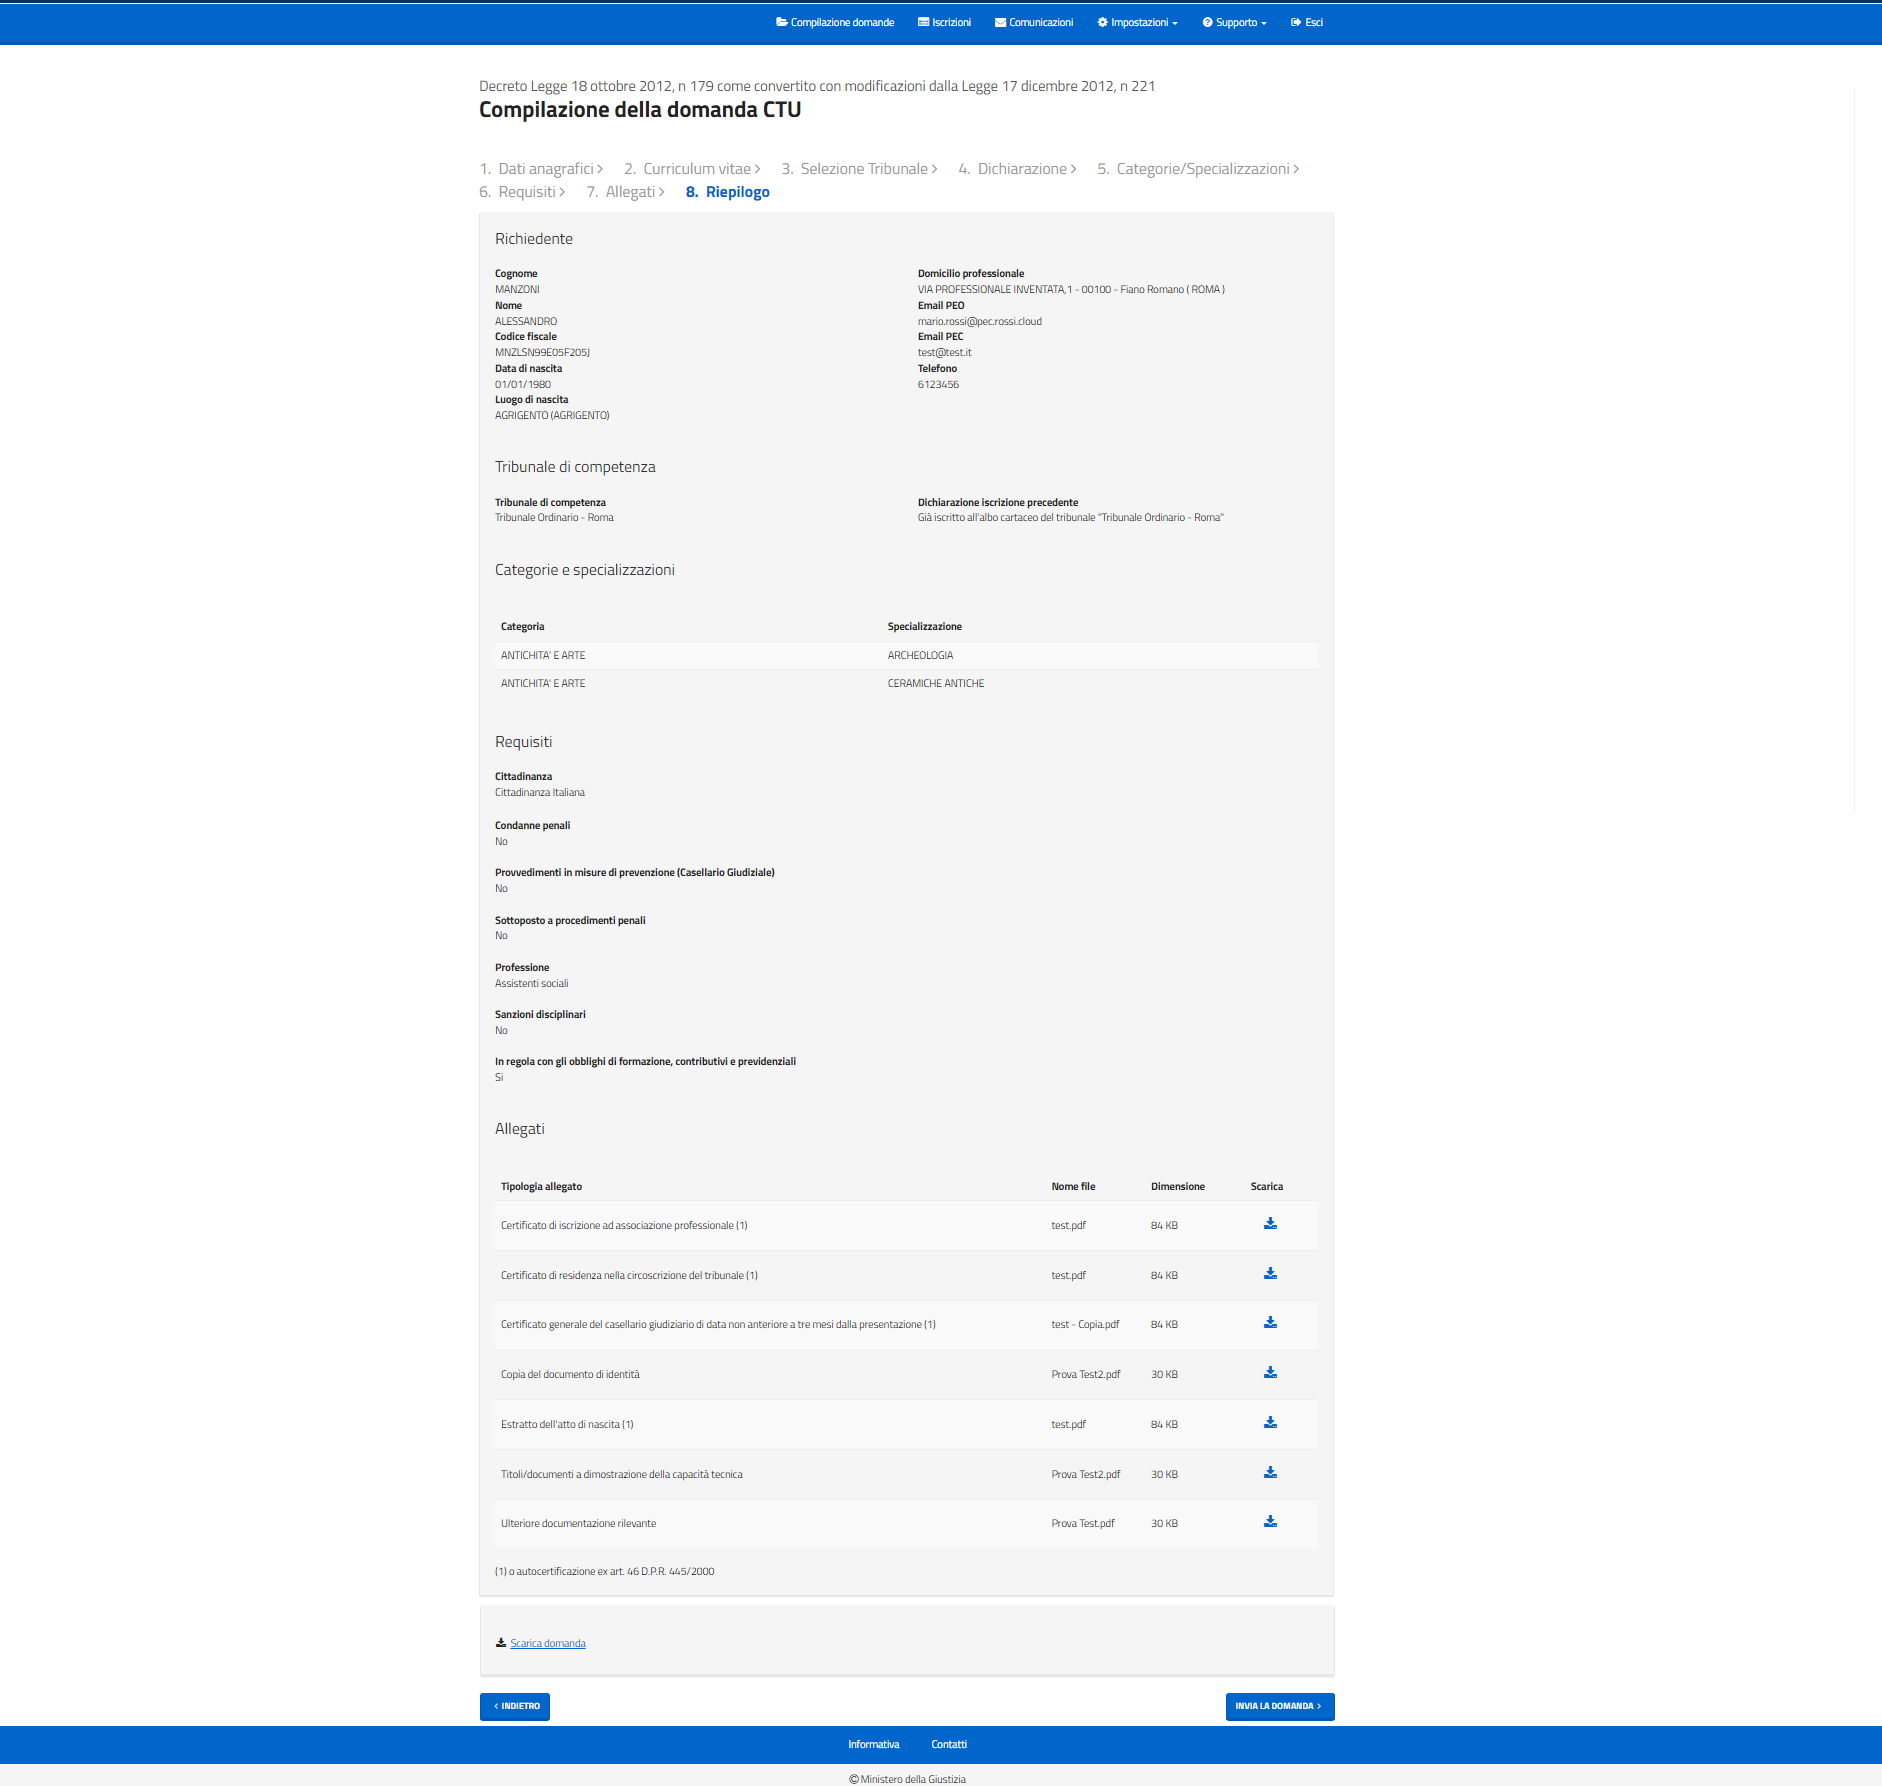 Compilazione domande Iscrizioni Comunicazioni Impostazioni Supporto Esci
Decreto Legge 18 ottobre 2012, n 179 come convertito con modificazioni dalla Legge 17 dicembre 2012, n 221
Compilazione della domanda CTU
1. Dati anagrafici > 2. Curriculum vitae > 3. Selezione Tribunale > 4. Dichiarazione > 5. Categorie/Specializzazioni >
6. Requisiti > 7. Allegati > 8. Riepilogo
Richiedente
Cognome
MANZONI
Nome
ALESSANDRO
Codice fiscale
MNZLSN99E05F205J
Data di nascita
01/01/1980
Luogo di nascita
AGRIGENTO (AGRIGENTO)
Domicilio professionale
VIA PROFESSIONALE INVENTATA,1 - 00100 - Fiano Romano ( ROMA )
Email PEO
mario.rossi@pec.rossi.cloud
Email PEC
test@test.it
Telefono
6123456
Tribunale di competenza
Tribunale di competenza
Tribunale Ordinario - Roma
Dichiarazione iscrizione precedente
Già iscritto all'albo cartaceo del tribunale "Tribunale Ordinario - Roma"
Categorie e specializzazioni
Categoria Specializzazione
ANTICHITA' E ARTE ARCHEOLOGIA
ANTICHITA' E ARTE CERAMICHE ANTICHE
Requisiti
Cittadinanza
Cittadinanza Italiana
Condanne penali
No
Provvedimenti in misure di prevenzione (Casellario Giudiziale)
No
Sottoposto a procedimenti penali
No
Professione
Assistenti sociali
Sanzioni disciplinari
No
In regola con gli obblighi di formazione, contributivi e previdenziali
Si
Allegati
Tipologia allegato Nome file Dimensione Scarica
Certificato di iscrizione ad associazione professionale (1) test.pdf 84 KB
Certificato di residenza nella circoscrizione del tribunale (1) test.pdf 84 KB
Certificato generale del casellario giudiziario di data non anteriore a tre mesi dalla presentazione (1) test - Copia.pdf 84 KB
Copia del documento di identità Prova Test2.pdf 30 KB
Estratto dell'atto di nascita (1) test.pdf 84 KB
Titoli/documenti a dimostrazione della capacità tecnica Prova Test2.pdf 30 KB
Ulteriore documentazione rilevante Prova Test.pdf 30 KB
(1) o autocertificazione ex art. 46 D.P.R. 445/2000
Scarica domanda
< INDIETRO INVIA LA DOMANDA >
Informativa Contatti
© Ministero della Giustizia